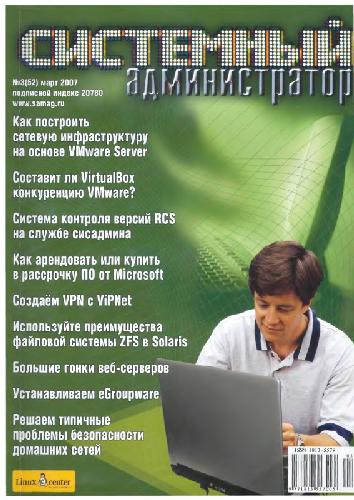 СИСТЕМНЫЙ
администратор
№3(52) март 2007
подписной индекс 20780
www.samag.ru
Как построить
сетевую инфраструктуру
на основе VMware Server
Составит ли VirtualBox
конкуренцию VMware?
Система контроля версий RCS
на службе сисадмина
Как арендовать или купить
в рассрочку ПО от Microsoft
Создаём VPN с ViPNet
Используйте преимущества
файловой системы ZFS в Solaris
Большие гонки веб-серверов
Устанавливаем eGroupware
Решаем типичные
проблемы безопасности
домашних сетей
Linux center